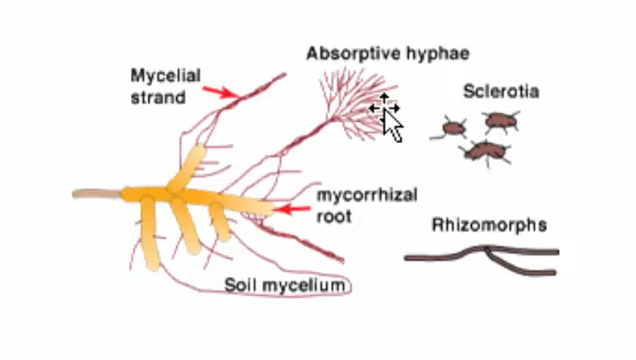 Absorptive hyphae
Mycelial
strand
Sclerotia
mycorrhizal
root
Rhizomorphs
Soil mycelium